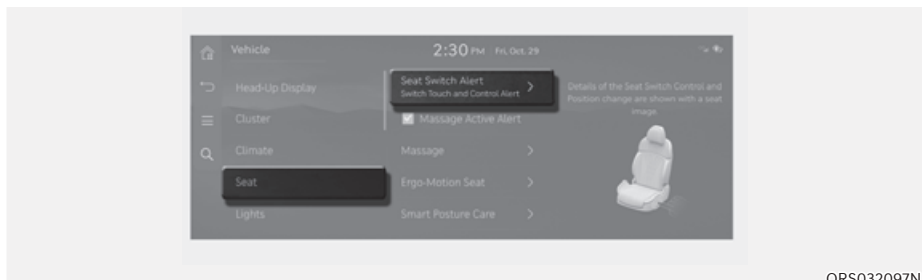 Vehicle
2:30 PM Fri, Oct. 29
Head-Up Display
Cluster
Climate
Seat
Lights
Seat Switch Alert
Switch Touch and Control Alert
Massage Active Alert
Massage
Ergo-Motion Seat
Smart Posture Care
Details of the Seat Switch Control and
Position change are shown with a seat
image.